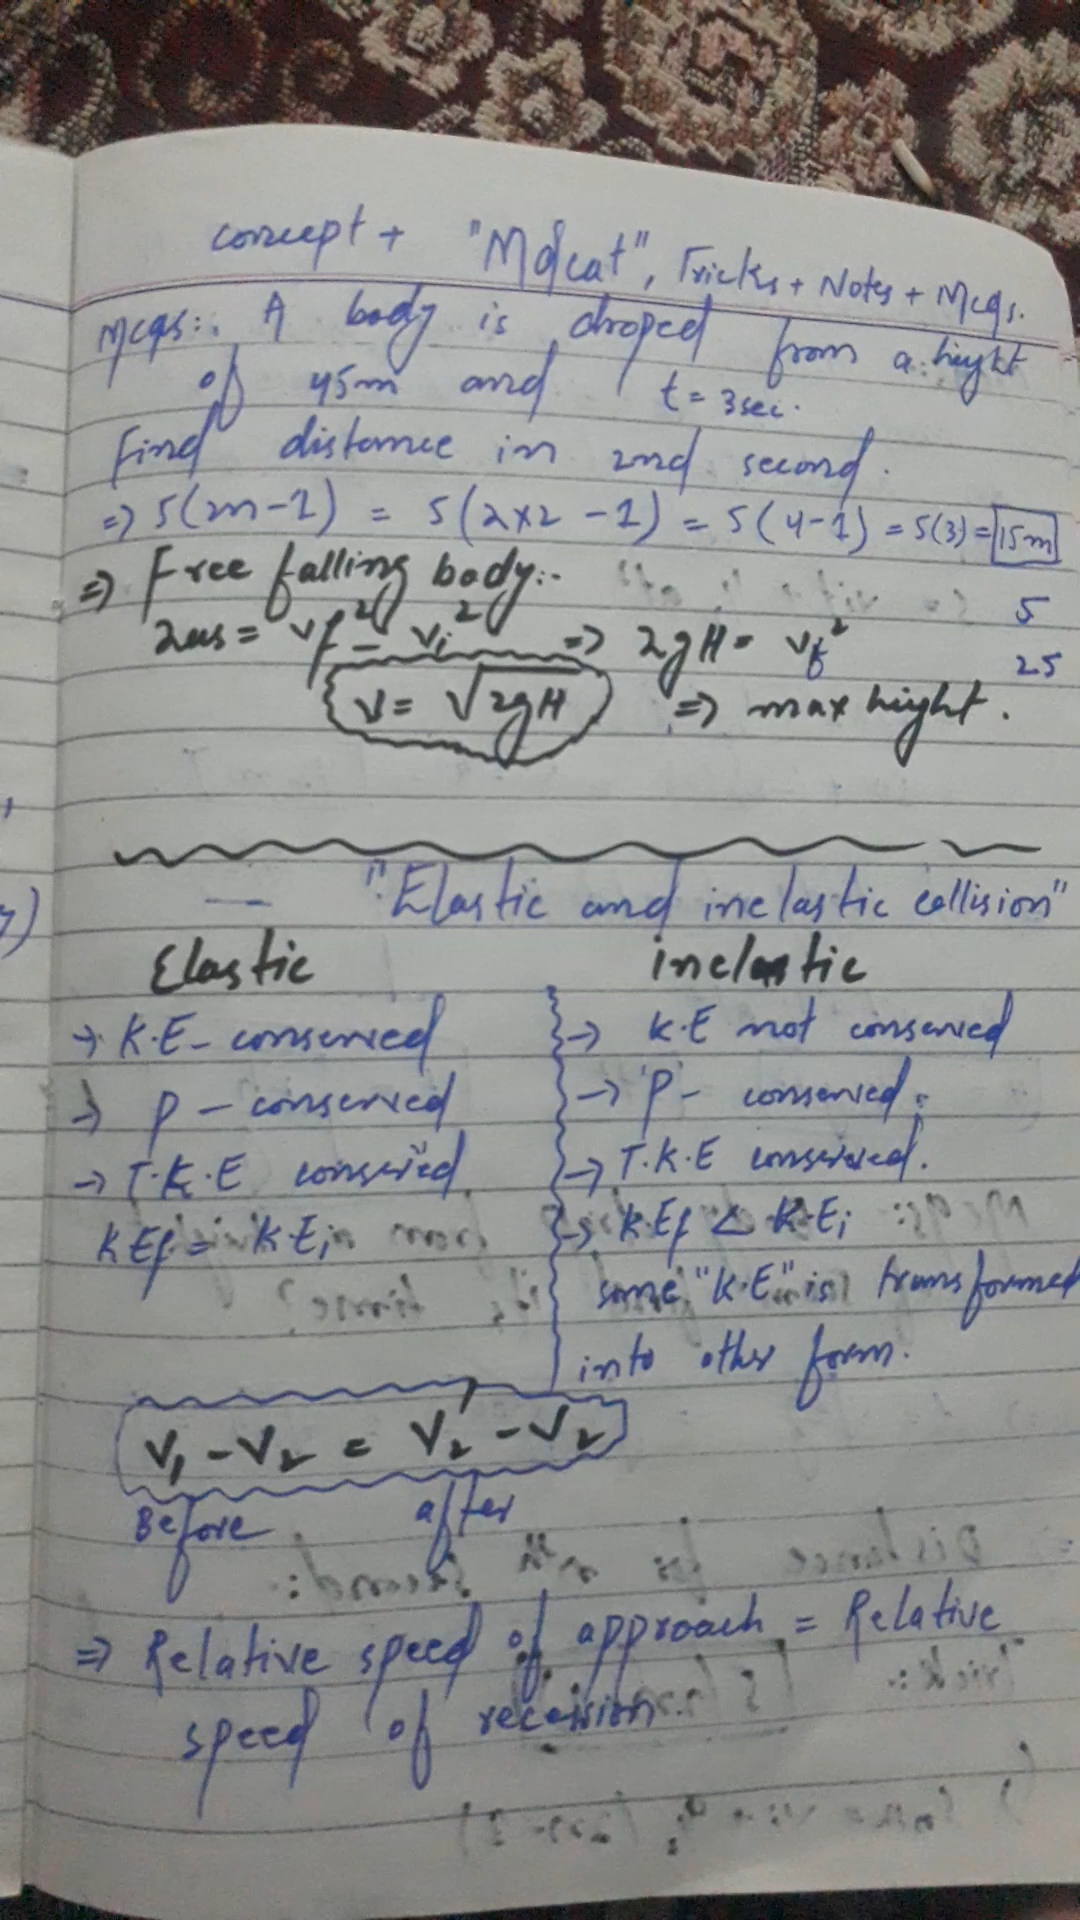 concept + "Mdcat", Tricks + Notes + Mcqs.
Mcqs:. A body is droped from a hight
of 45m and t = 3sec.
Find distance in 2nd second.
=> 5(2n-1) = 5(2x2 -1) = 5(4-1) = 5(3) = 15m
=> Free falling body:-
5
2as = vf² - vi² => 2gH = vf²
25
v = √2gH => max hight.
"Elastic and inelastic collision"
Elastic inelastic
→ K.E - conserved → K.E not conserved
→ P - conserved → 'P' - conserved.
→ T.K.E conserved → T.K.E conserved.
KEf = KEi → K.Ef < K.Ei
some "K.E" is transformed
into other form.
V₁ - V₂ = V₂' - V₂
Before after
=> Relative speed of approach = Relative
speed of recession.